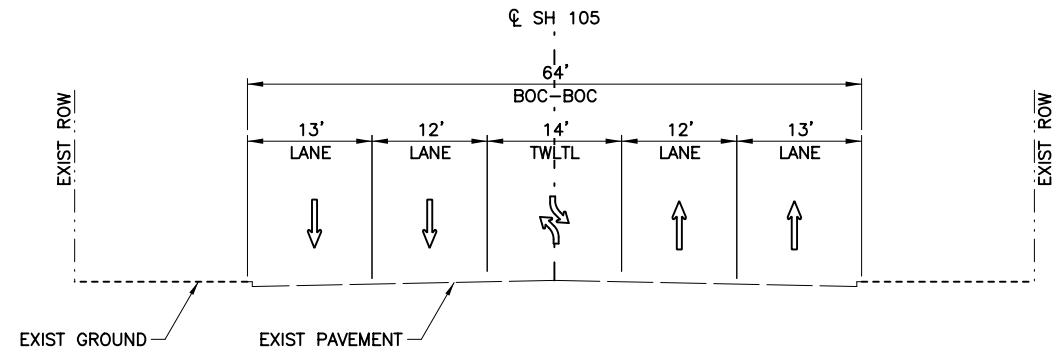 ℄ SH 105
64'
BOC-BOC
13' 12' 14' 12' 13'
LANE LANE TWLTL LANE LANE
EXIST ROW
EXIST ROW
EXIST GROUND
EXIST PAVEMENT